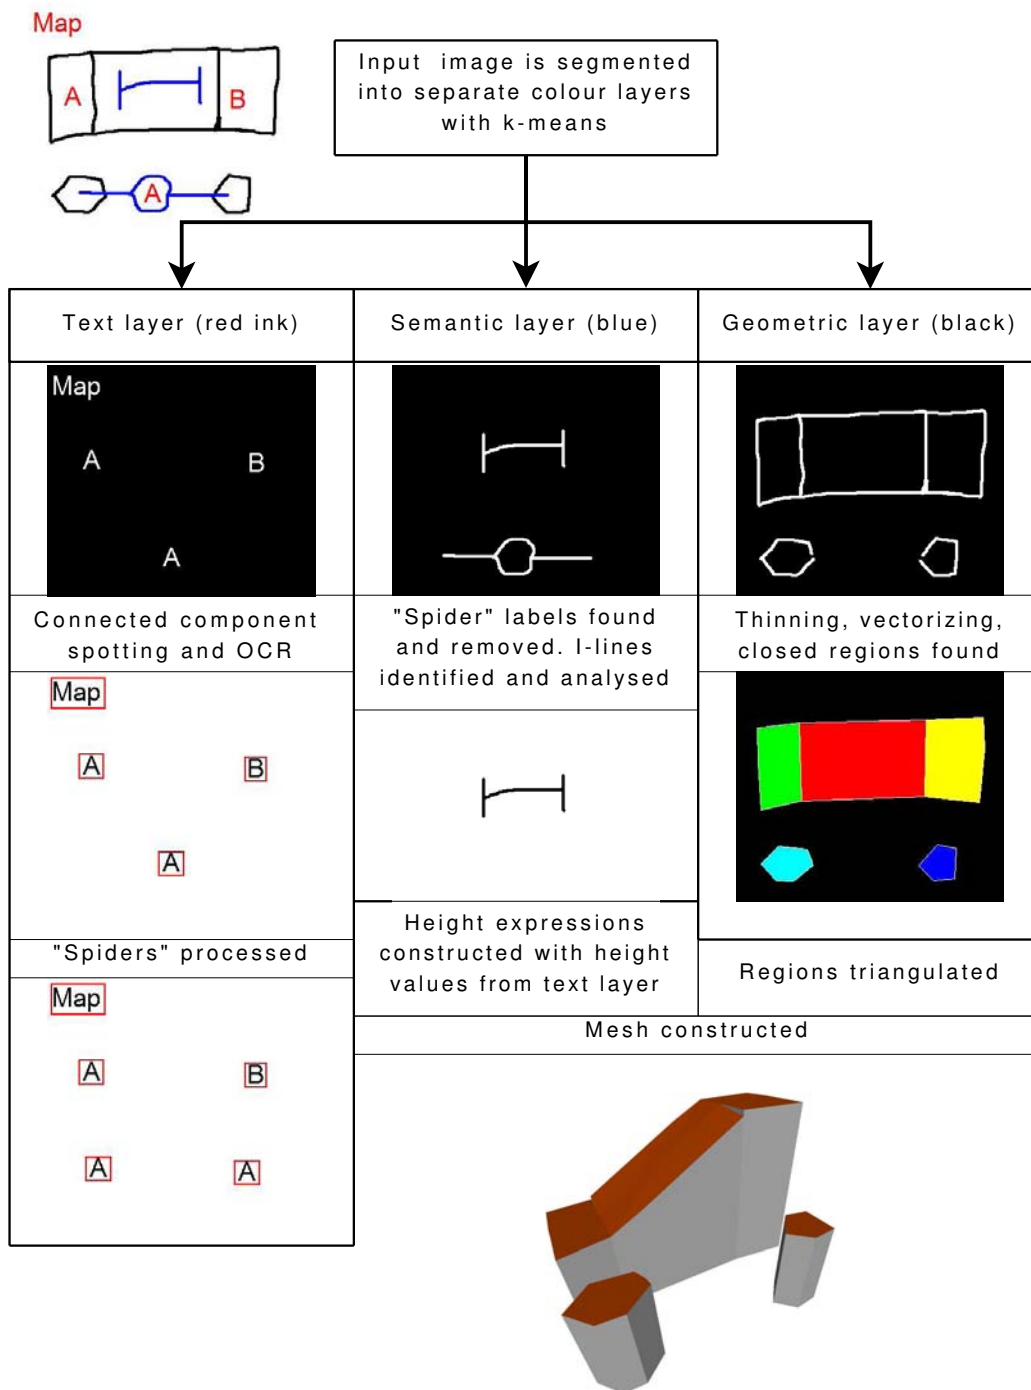 Map
A
B
A
Input image is segmented
into separate colour layers
with k-means
Text layer (red ink)
Semantic layer (blue)
Geometric layer (black)
Map
A
B
A
Connected component
spotting and OCR
"Spider" labels found
and removed. I-lines
identified and analysed
Thinning, vectorizing,
closed regions found
Map
A
B
A
"Spiders" processed
Height expressions
constructed with height
values from text layer
Regions triangulated
Mesh constructed
Map
A
B
A
A